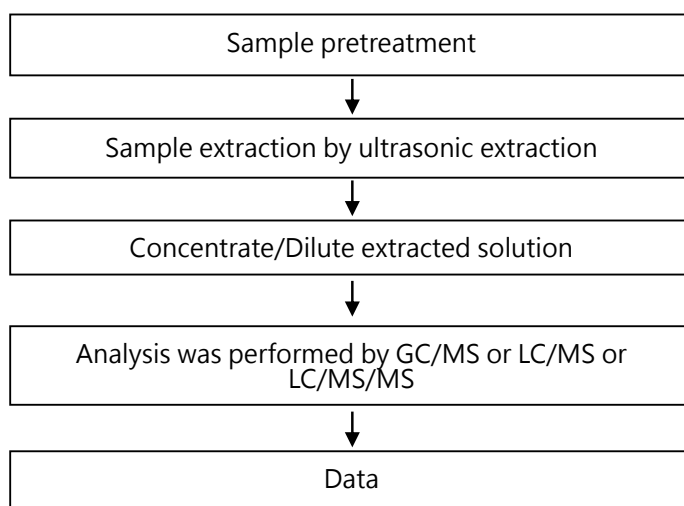 Sample pretreatment
Sample extraction by ultrasonic extraction
Concentrate/Dilute extracted solution
Analysis was performed by GC/MS or LC/MS or
LC/MS/MS
Data